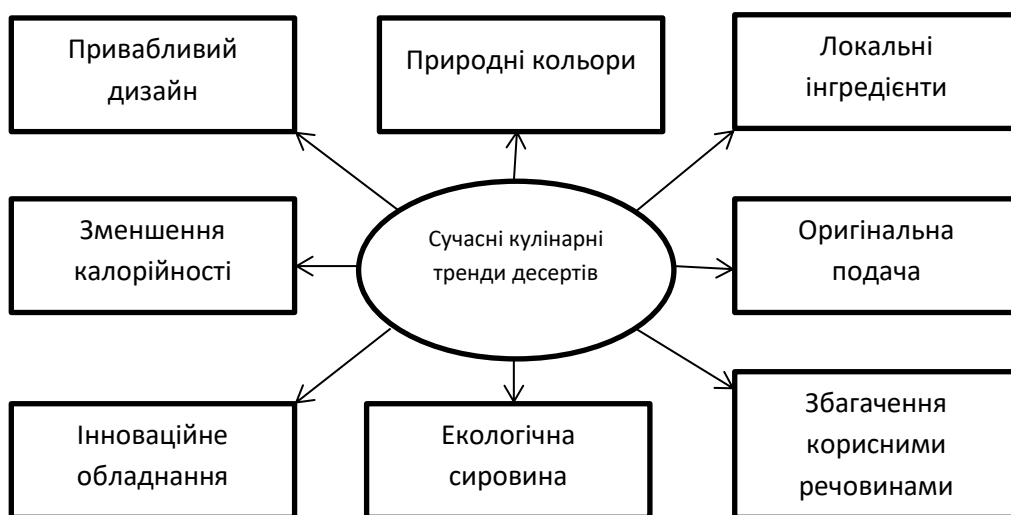 Привабливий
дизайн
Природні кольори
Локальні
інгредієнти
Зменшення
калорійності
Сучасні кулінарні
тренди десертів
Оригінальна
подача
Інноваційне
обладнання
Екологічна
сировина
Збагачення
корисними
речовинами